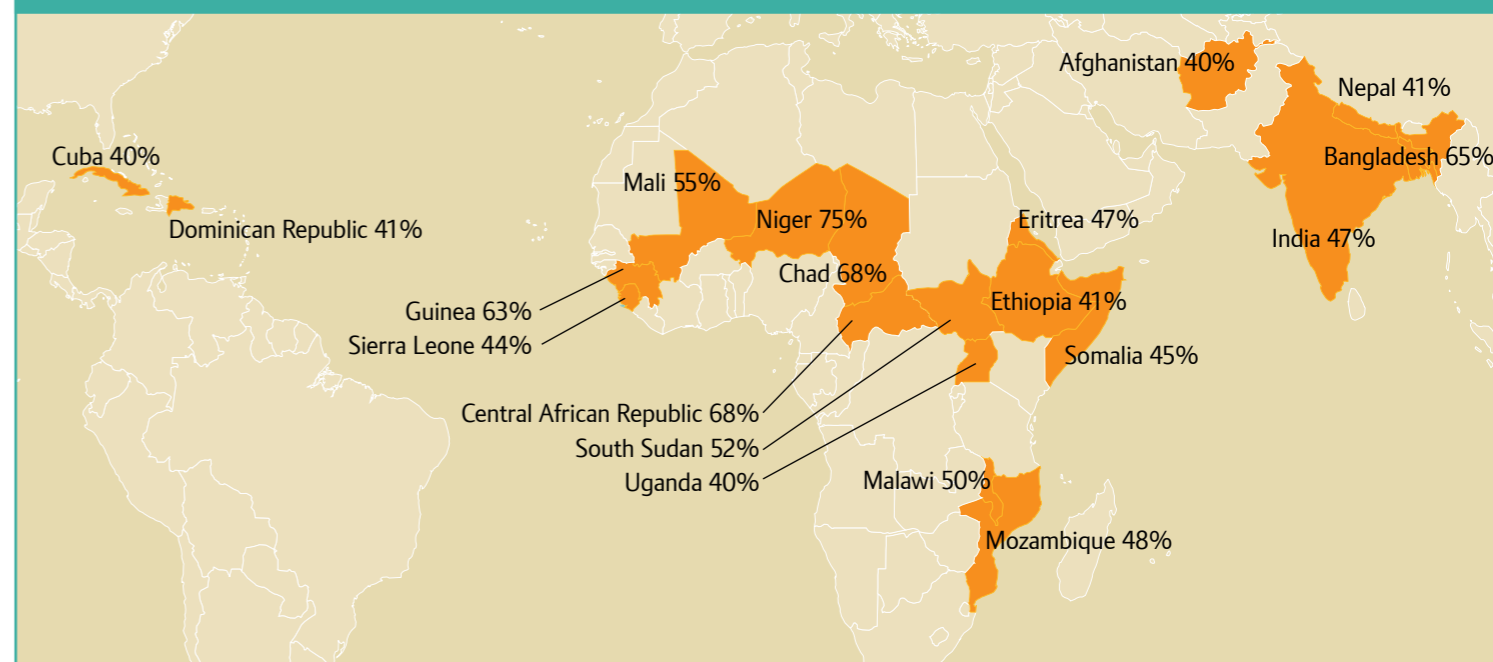 Afghanistan 40%
Nepal 41%
Cuba 40%
Bangladesh 65%
Mali 55%
Niger 75%
Eritrea 47%
Dominican Republic 41%
India 47%
Chad 68%
Guinea 63%
Ethiopia 41%
Sierra Leone 44%
Somalia 45%
Central African Republic 68%
South Sudan 52%
Uganda 40%
Malawi 50%
Mozambique 48%